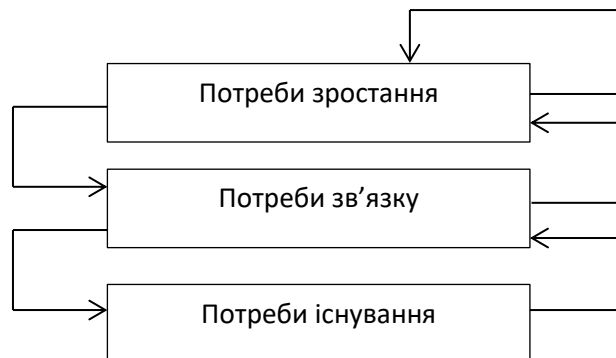 Потреби зростання
Потреби зв’язку
Потреби існування